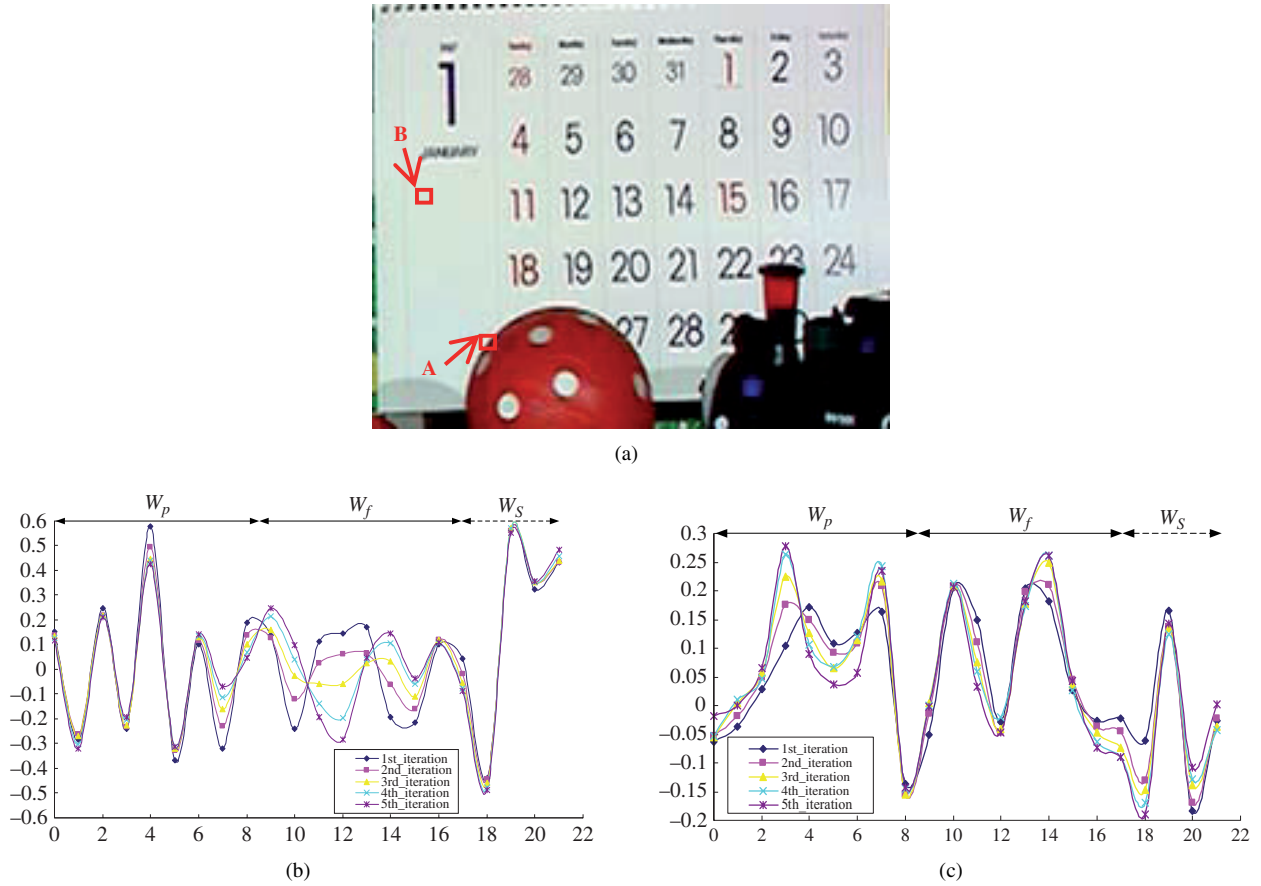 1
JANUARY
28 29 30 31 1 2 3
4 5 6 7 8 9 10
11 12 13 14 15 16 17
18 19 20 21 22 23 24
27 28
B
A
(a)
W_p W_f W_S
0.6
0.5
0.4
0.3
0.2
0.1
0
–0.1
–0.2
–0.3
–0.4
–0.5
–0.6
1st_iteration
2nd_iteration
3rd_iteration
4th_iteration
5th_iteration
0 2 4 6 8 10 12 14 16 18 20 22
(b)
W_p W_f W_S
0.3
0.25
0.2
0.15
0.1
0.05
0
–0.05
–0.1
–0.15
–0.2
1st_iteration
2nd_iteration
3rd_iteration
4th_iteration
5th_iteration
0 2 4 6 8 10 12 14 16 18 20 22
(c)